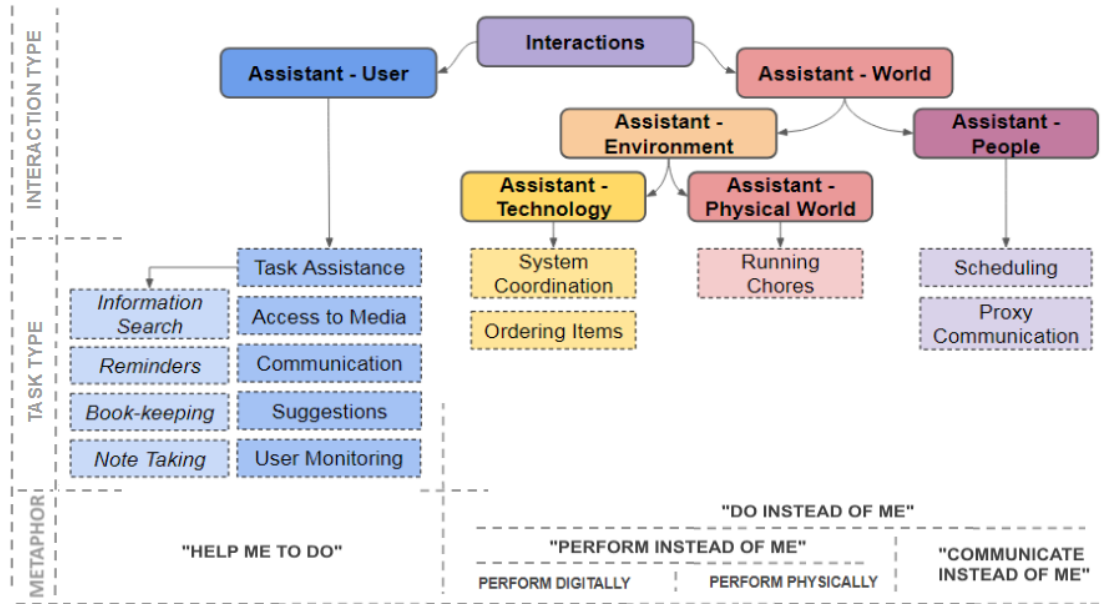 INTERACTION TYPE
Interactions
Assistant - User
Assistant - World
Assistant -
Environment
Assistant -
People
Assistant -
Technology
Assistant -
Physical World
TASK TYPE
Task Assistance
Information
Search
Access to Media
Reminders
Communication
Book-keeping
Suggestions
Note Taking
User Monitoring
System
Coordination
Ordering Items
Running
Chores
Scheduling
Proxy
Communication
METAPHOR
"HELP ME TO DO"
"DO INSTEAD OF ME"
"PERFORM INSTEAD OF ME"
PERFORM DIGITALLY
PERFORM PHYSICALLY
"COMMUNICATE
INSTEAD OF ME"